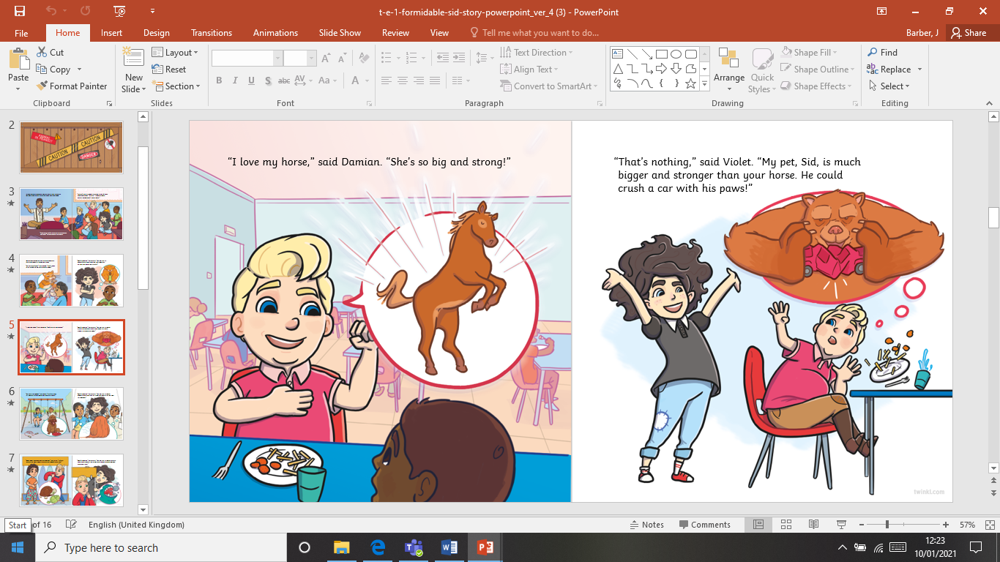 t-e-1-formidable-sid-story-powerpoint_ver_4 (3) - PowerPoint
File
Home
Insert
Design
Transitions
Animations
Slide Show
Review
View
Tell me what you want to do...
Barber, J
Share
Paste
Cut
Copy
Format Painter
Clipboard
New
Slide
Layout
Reset
Section
Slides
B I U S abc AV Aa A
Font
Paragraph
Text Direction
Align Text
Convert to SmartArt
Arrange
Quick
Styles
Shape Fill
Shape Outline
Shape Effects
Drawing
Find
Replace
Select
Editing
2
CAUTION
CAUTION
DANGER
3
4
5
6
7
“I love my horse,” said Damian. “She’s so big and strong!”
“That’s nothing,” said Violet. “My pet, Sid, is much
bigger and stronger than your horse. He could
crush a car with his paws!”
twinkl.com
Start
of 16
English (United Kingdom)
Notes
Comments
57%
Type here to search
12:23
10/01/2021